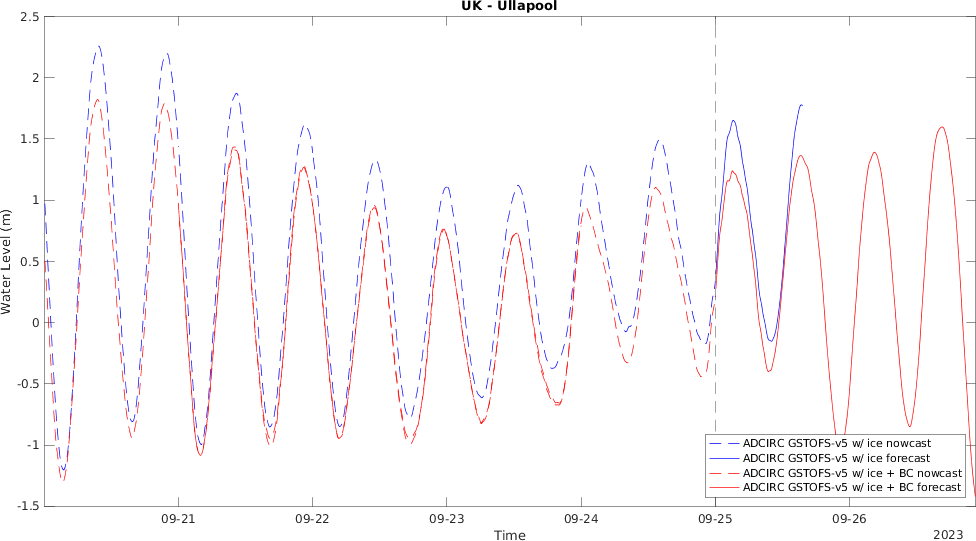 UK - Ullapool
2.5
2
1.5
1
0.5
0
-0.5
-1
-1.5
Water Level (m)
09-21 09-22 09-23 09-24 09-25 09-26
Time
2023
ADCIRC GSTOFS-v5 w/ ice nowcast
ADCIRC GSTOFS-v5 w/ ice forecast
ADCIRC GSTOFS-v5 w/ ice + BC nowcast
ADCIRC GSTOFS-v5 w/ ice + BC forecast